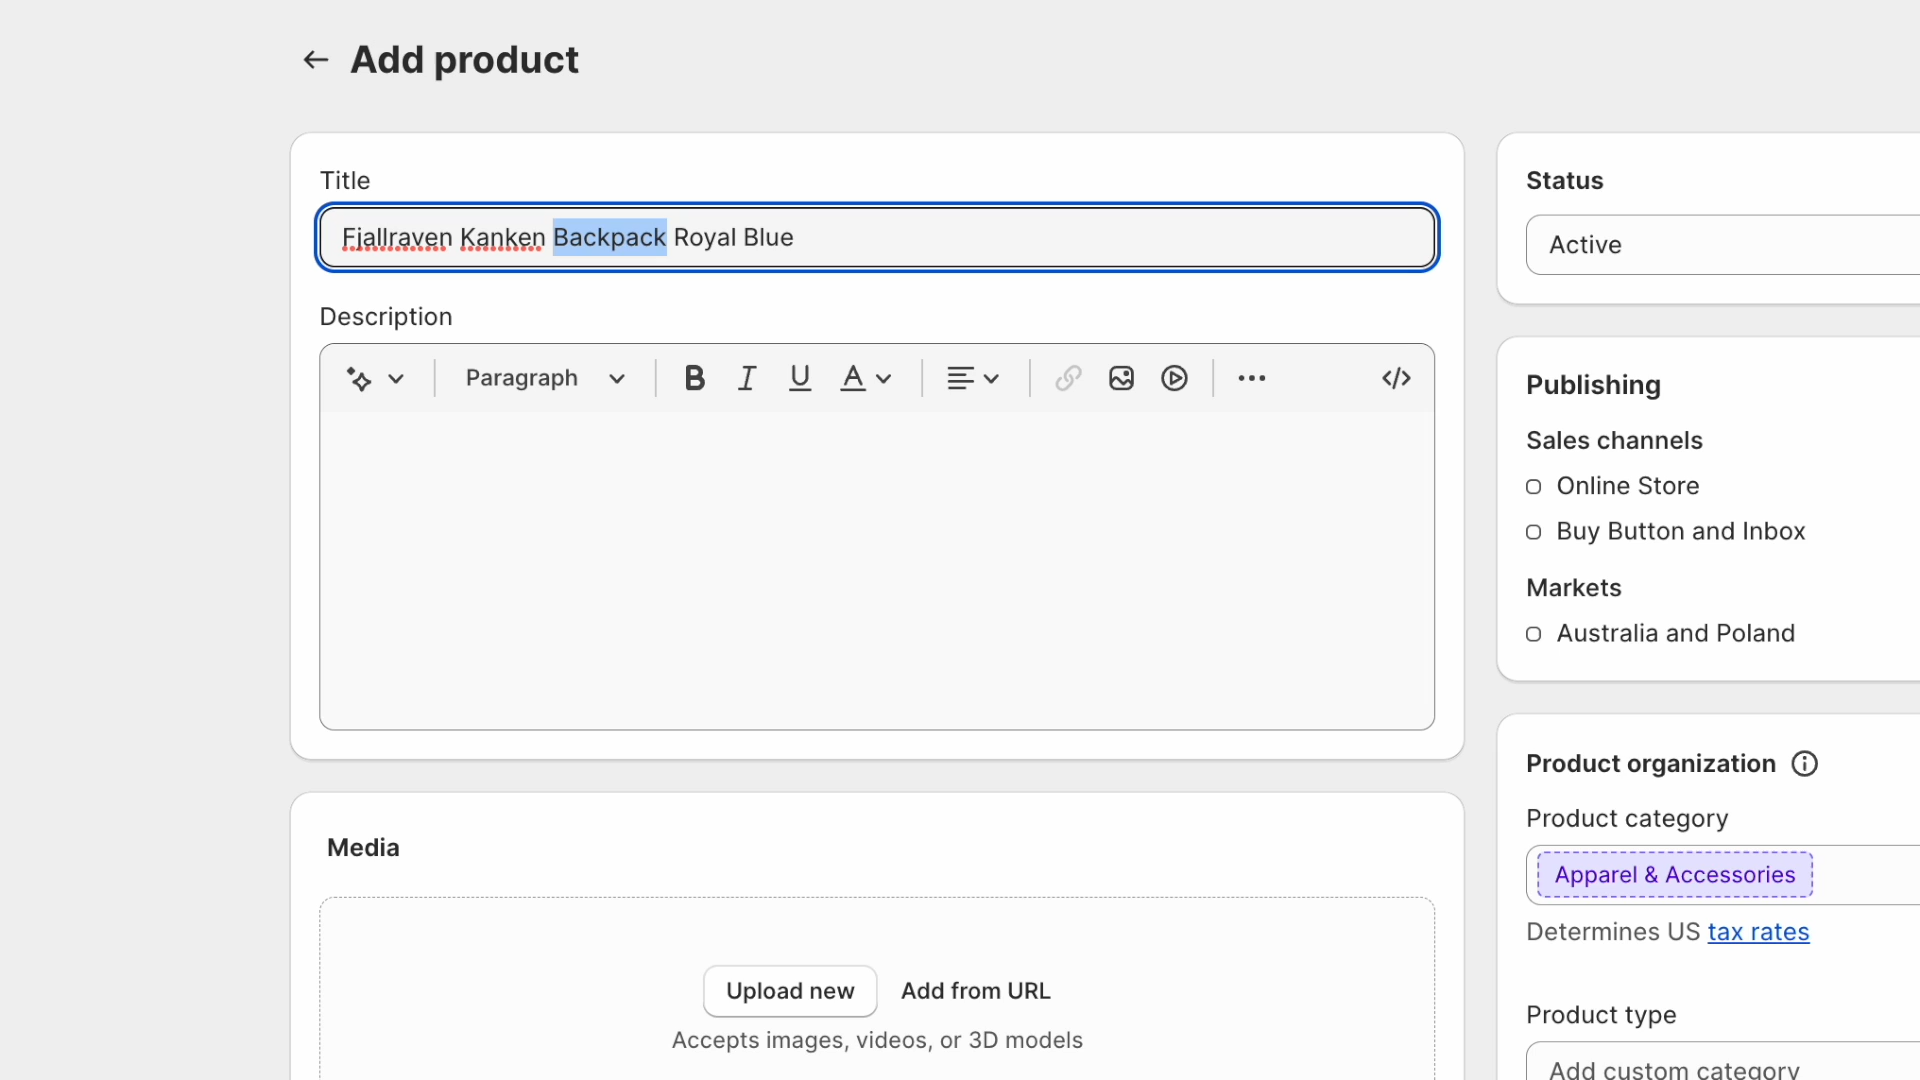 Add product
Title
Fjallraven Kanken Backpack Royal Blue
Description
Paragraph
B I U A
Media
Upload new
Add from URL
Accepts images, videos, or 3D models
Status
Active
Publishing
Sales channels
Online Store
Buy Button and Inbox
Markets
Australia and Poland
Product organization
Product category
Apparel & Accessories
Determines US tax rates
Product type
Add custom category